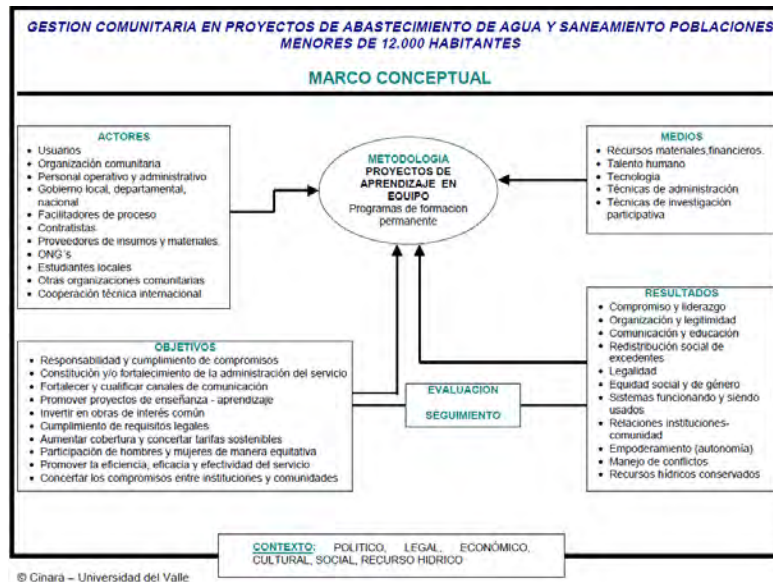 GESTION COMUNITARIA EN PROYECTOS DE ABASTECIMIENTO DE AGUA Y SANEAMIENTO POBLACIONES
MENORES DE 12.000 HABITANTES
MARCO CONCEPTUAL
ACTORES
• Usuarios
• Organización comunitaria
• Personal operativo y administrativo
• Gobierno local, departamental,
nacional
• Facilitadores de proceso
• Contratistas
• Proveedores de insumos y materiales.
• ONG´s
• Estudiantes locales
• Otras organizaciones comunitarias
• Cooperación técnica internacional
METODOLOGIA
PROYECTOS DE
APRENDIZAJE EN
EQUIPO
Programas de formacion
permanente
MEDIOS
• Recursos materiales,financieros.
• Talento humano
• Tecnologia
• Técnicas de administración
• Técnicas de investigación
participativa
OBJETIVOS
• Responsabilidad y cumplimiento de compromisos
• Constitución y/o fortalecimiento de la administración del servicio
• Fortalecer y cualificar canales de comunicación
• Promover proyectos de enseñanza - aprendizaje
• Invertir en obras de interés común
• Cumplimiento de requisitos legales
• Aumentar cobertura y concertar tarifas sostenibles
• Participación de hombres y mujeres de manera equitativa
• Promover la eficiencia, eficacia y efectividad del servicio
• Concertar los compromisos entre instituciones y comunidades
EVALUACION
SEGUIMIENTO
RESULTADOS
• Compromiso y liderazgo
• Organización y legitimidad
• Comunicación y educación
• Redistribución social de
excedentes
• Legalidad
• Equidad social y de género
• Sistemas funcionando y siendo
usados
• Relaciones instituciones-
comunidad
• Empoderamiento (autonomía)
• Manejo de conflictos
• Recursos hídricos conservados
CONTEXTO: POLITICO, LEGAL, ECONÓMICO,
CULTURAL, SOCIAL, RECURSO HIDRICO
© Cinara – Universidad del Valle